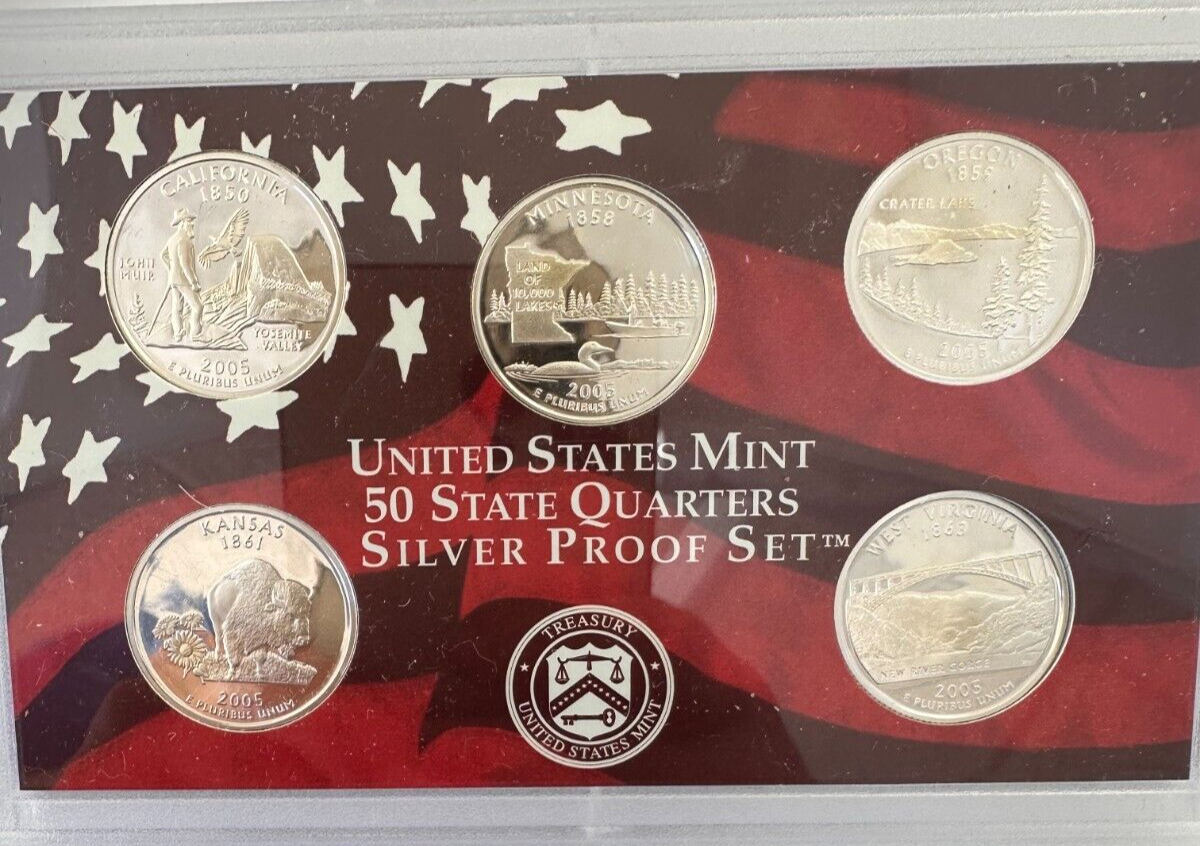 CALIFORNIA
1850
JOHN
MUIR
YOSEMITE
VALLEY
2005
E PLURIBUS UNUM
MINNESOTA
1858
LAND
OF
10,000
LAKES
2005
E PLURIBUS UNUM
OREGON
1859
CRATER LAKE
2005
E PLURIBUS UNUM
UNITED STATES MINT
50 STATE QUARTERS
SILVER PROOF SET™
KANSAS
1861
2005
E PLURIBUS UNUM
TREASURY
UNITED STATES MINT
WEST VIRGINIA
1863
NEW RIVER GORGE
2005
E PLURIBUS UNUM